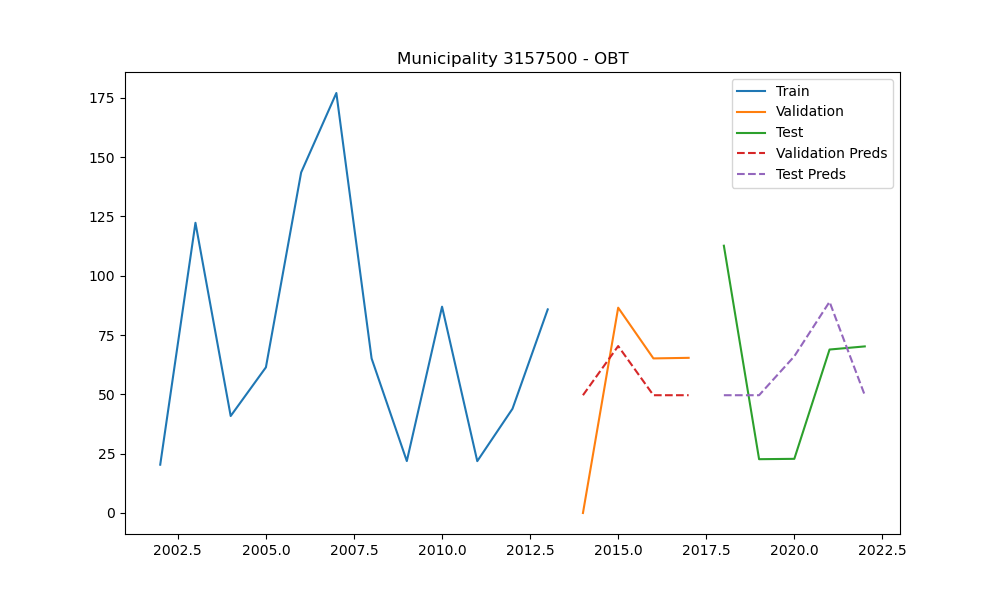 Municipality 3157500 - OBT
Train
Validation
Test
Validation Preds
Test Preds
175
150
125
100
75
50
25
0
2002.5 2005.0 2007.5 2010.0 2012.5 2015.0 2017.5 2020.0 2022.5